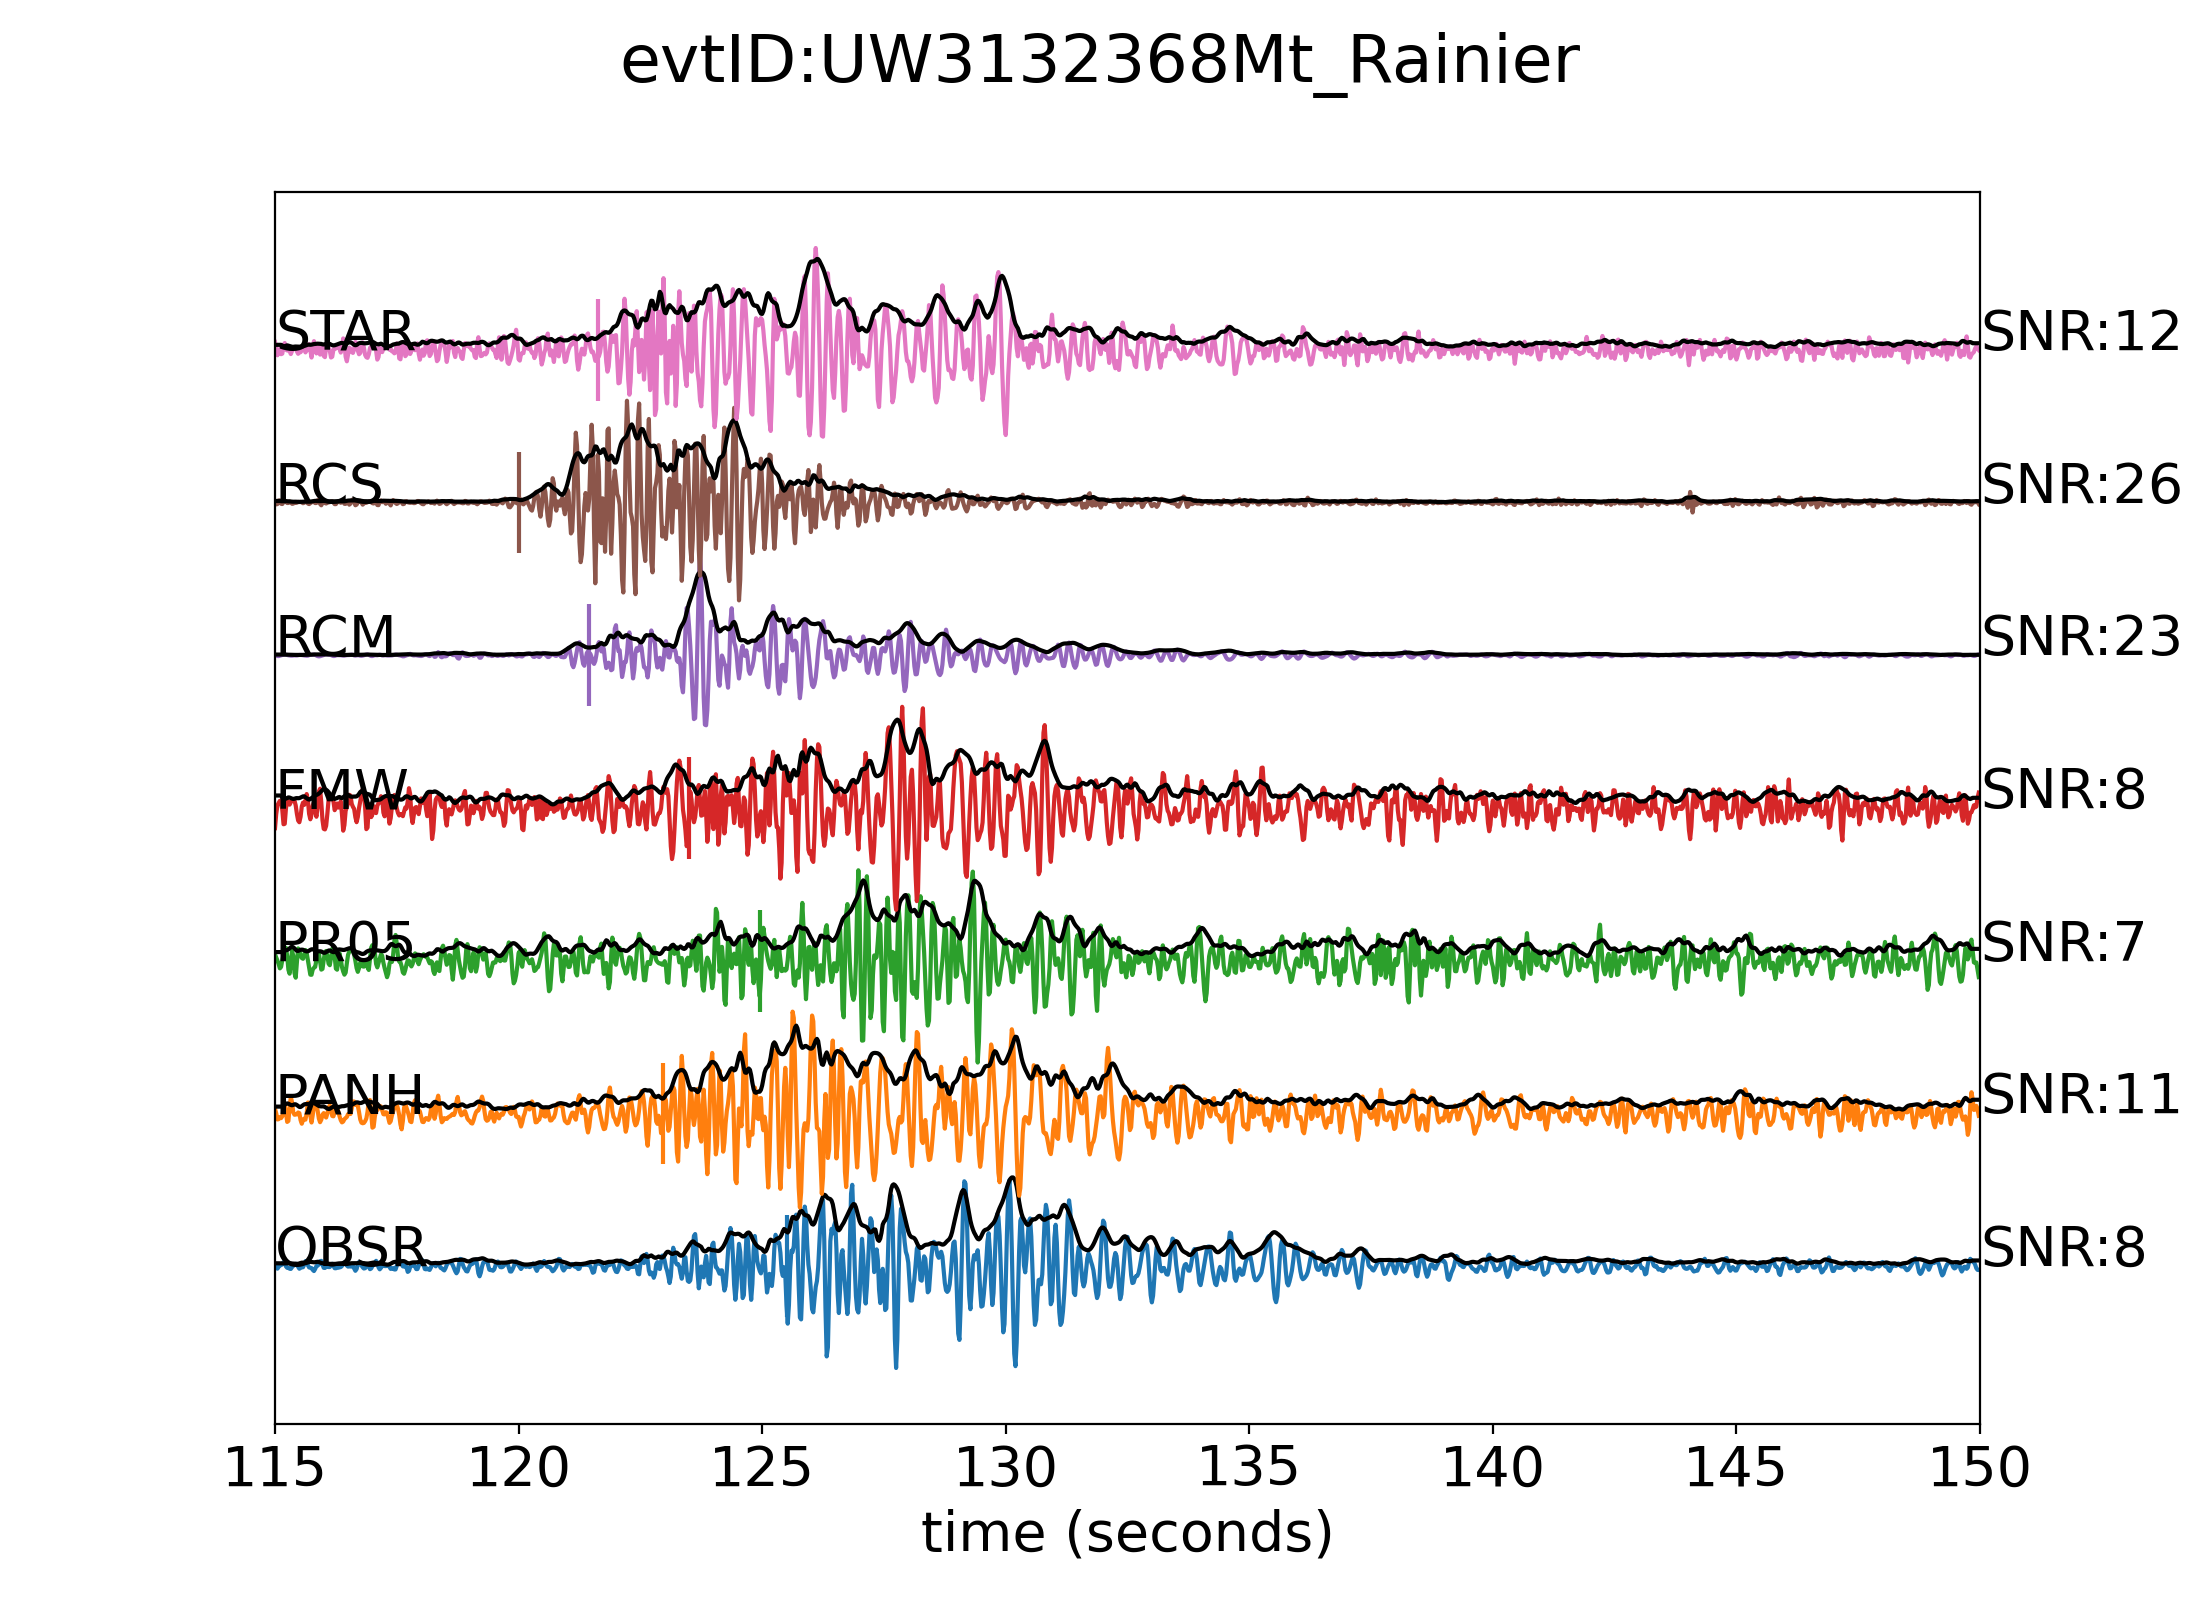 evtID:UW3132368Mt_Rainier
STAR SNR:12
RCS SNR:26
RCM SNR:23
FMW SNR:8
PR05 SNR:7
PANH SNR:11
OBSR SNR:8
115 120 125 130 135 140 145 150
time (seconds)